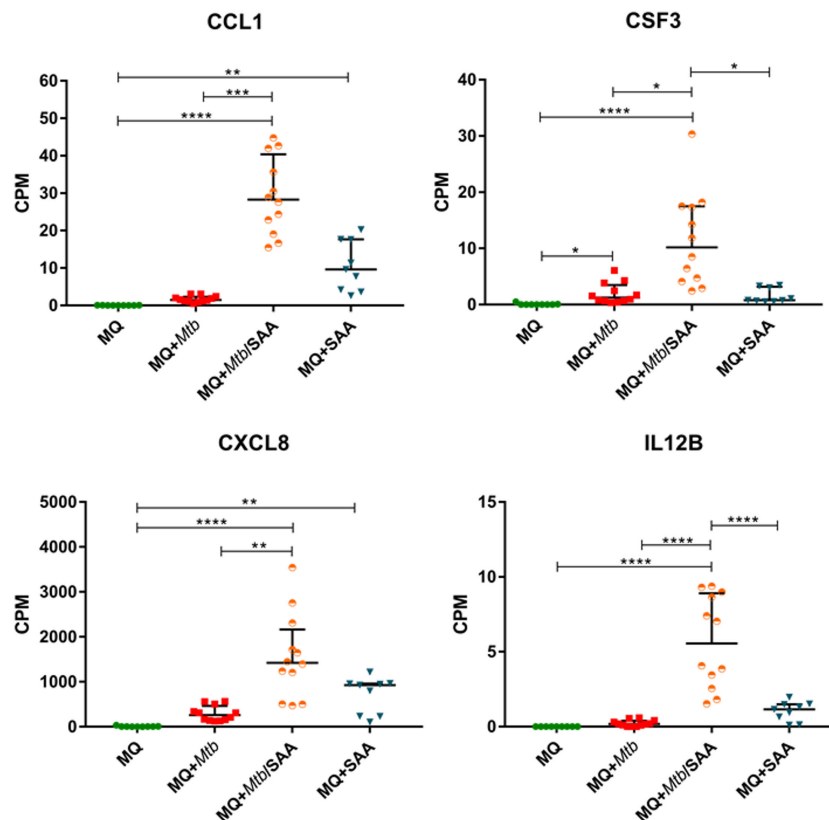 CCL1
CPM
60
50
40
30
20
10
0
**
***
****
MQ
MQ+Mtb
MQ+Mtb/SAA
MQ+SAA
CSF3
CPM
40
30
20
10
0
*
*
****
*
MQ
MQ+Mtb
MQ+Mtb/SAA
MQ+SAA
CXCL8
CPM
5000
4000
3000
2000
1000
0
**
****
**
MQ
MQ+Mtb
MQ+Mtb/SAA
MQ+SAA
IL12B
CPM
15
10
5
0
****
****
****
MQ
MQ+Mtb
MQ+Mtb/SAA
MQ+SAA